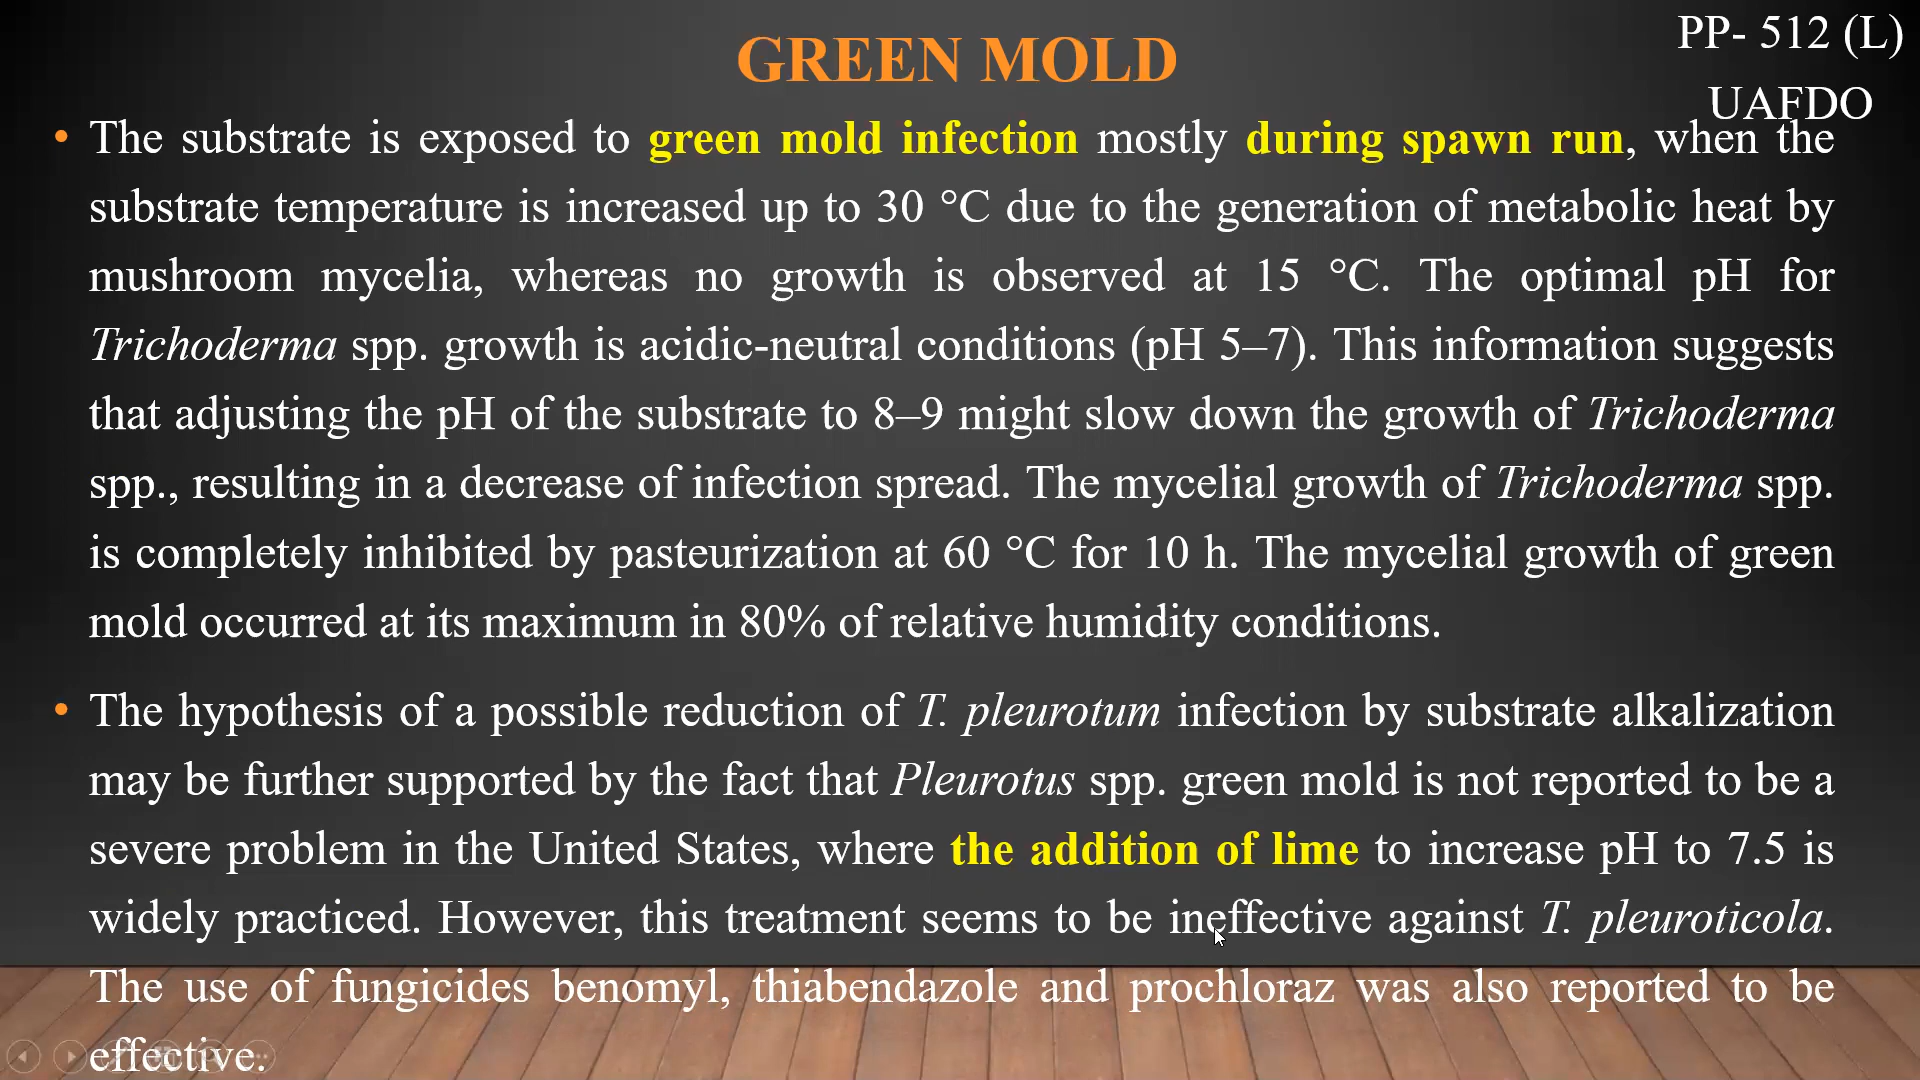 GREEN MOLD
PP- 512 (L)
UAFDO
• The substrate is exposed to green mold infection mostly during spawn run, when the
substrate temperature is increased up to 30 °C due to the generation of metabolic heat by
mushroom mycelia, whereas no growth is observed at 15 °C. The optimal pH for
Trichoderma spp. growth is acidic-neutral conditions (pH 5–7). This information suggests
that adjusting the pH of the substrate to 8–9 might slow down the growth of Trichoderma
spp., resulting in a decrease of infection spread. The mycelial growth of Trichoderma spp.
is completely inhibited by pasteurization at 60 °C for 10 h. The mycelial growth of green
mold occurred at its maximum in 80% of relative humidity conditions.
• The hypothesis of a possible reduction of T. pleurotum infection by substrate alkalization
may be further supported by the fact that Pleurotus spp. green mold is not reported to be a
severe problem in the United States, where the addition of lime to increase pH to 7.5 is
widely practiced. However, this treatment seems to be ineffective against T. pleuroticola.
The use of fungicides benomyl, thiabendazole and prochloraz was also reported to be
effective.